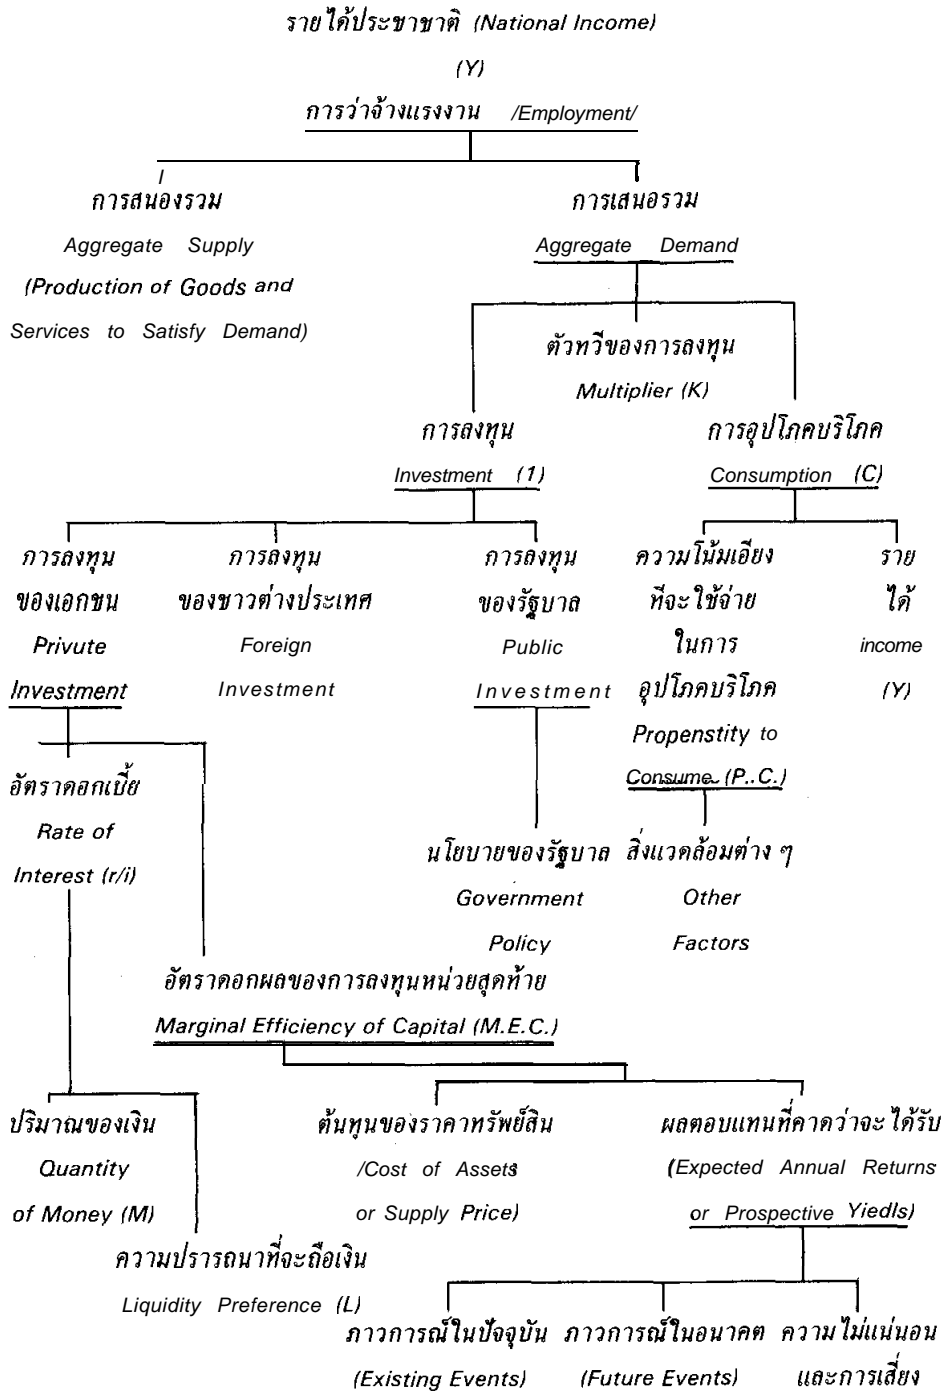 รายได้ประชาชาติ (National Income)
(Y)
การว่าจ้างแรงงาน /Employment/
การสนองรวม
Aggregate Supply
(Production of Goods and
Services to Satisfy Demand)
การเสนอรวม
Aggregate Demand
ตัวทวีของการลงทุน
Multiplier (K)
การลงทุน
Investment (1)
การอุปโภคบริโภค
Consumption (C)
การลงทุน
ของเอกชน
Privute
Investment
การลงทุน
ของชาวต่างประเทศ
Foreign
Investment
การลงทุน
ของรัฐบาล
Public
Investment
ความโน้มเอียง
ที่จะใช้จ่าย
ในการ
อุปโภคบริโภค
Propenstity to
Consume (P..C.)
ราย
ได้
income
(Y)
อัตราดอกเบี้ย
Rate of
Interest (r/i)
นโยบายของรัฐบาล
Government
Policy
สิ่งแวดล้อมต่าง ๆ
Other
Factors
อัตราดอกผลของการลงทุนหน่วยสุดท้าย
Marginal Efficiency of Capital (M.E.C.)
ปริมาณของเงิน
Quantity
of Money (M)
ต้นทุนของราคาทรัพย์สิน
/Cost of Assets
or Supply Price)
ผลตอบแทนที่คาดว่าจะได้รับ
(Expected Annual Returns
or Prospective Yiedls)
ความปรารถนาที่จะถือเงิน
Liquidity Preference (L)
ภาวการณ์ในปัจจุบัน
(Existing Events)
ภาวการณ์ในอนาคต
(Future Events)
ความไม่แน่นอน
และการเสี่ยง